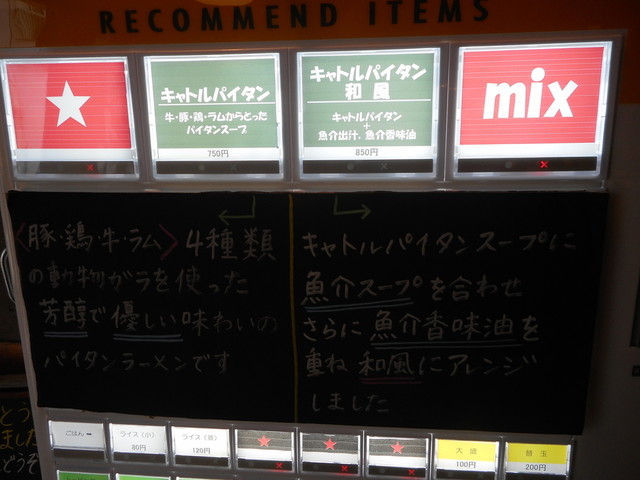 RECOMMEND ITEMS
キャトルパイタン
牛・豚・鶏・ラムからとった
パイタンスープ
750円
キャトルパイタン
和風
キャトルパイタン
+
魚介出汁、魚介香味油
850円
mix
<豚・鶏・牛・ラム>4種類
の動物ガラを使った
芳醇で優しい味わいの
パイタンラーメンです
キャトルパイタンスープに
魚介スープを合わせ
さらに魚介香味油を
重ね和風にアレンジ
しました
ごはん
ライス(小)
80円
ライス(普)
120円
大盛
100円
替玉
200円
とう
ました
どうぞ